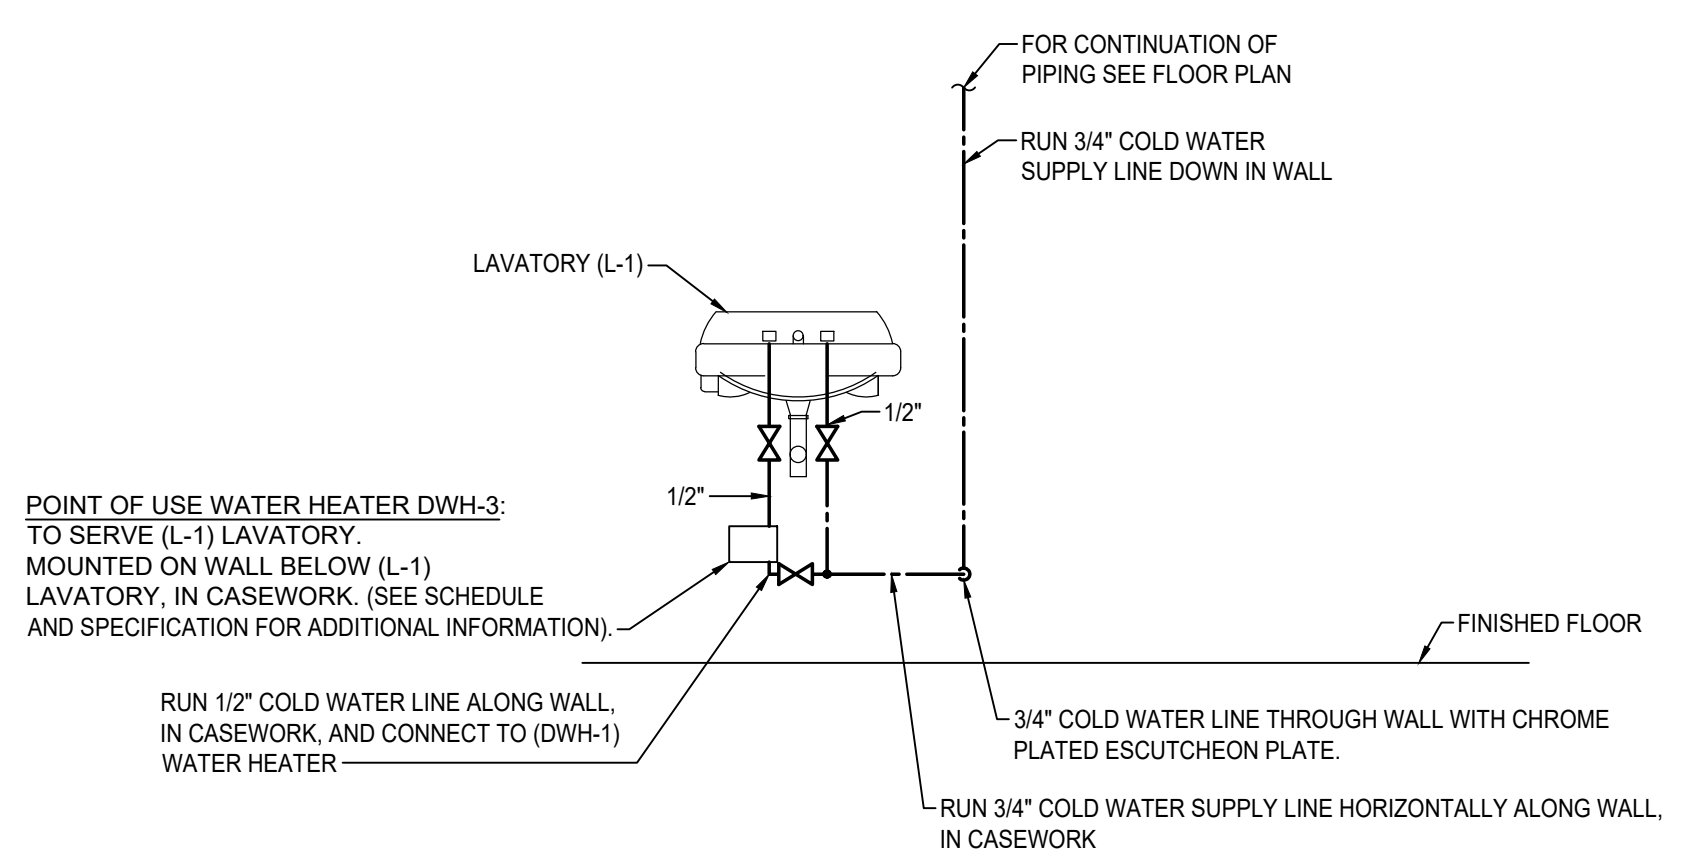 FOR CONTINUATION OF
PIPING SEE FLOOR PLAN
RUN 3/4" COLD WATER
SUPPLY LINE DOWN IN WALL
LAVATORY (L-1)
1/2"
1/2"
POINT OF USE WATER HEATER DWH-3:
TO SERVE (L-1) LAVATORY.
MOUNTED ON WALL BELOW (L-1)
LAVATORY, IN CASEWORK. (SEE SCHEDULE
AND SPECIFICATION FOR ADDITIONAL INFORMATION).
FINISHED FLOOR
RUN 1/2" COLD WATER LINE ALONG WALL,
IN CASEWORK, AND CONNECT TO (DWH-1)
WATER HEATER
3/4" COLD WATER LINE THROUGH WALL WITH CHROME
PLATED ESCUTCHEON PLATE.
RUN 3/4" COLD WATER SUPPLY LINE HORIZONTALLY ALONG WALL,
IN CASEWORK